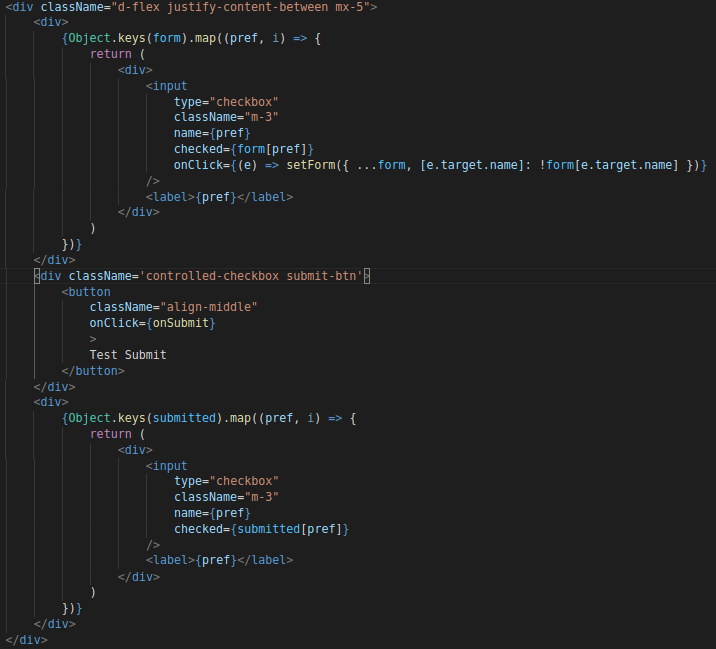 <div className="d-flex justify-content-between mx-5">
    <div>
        {Object.keys(form).map((pref, i) => {
            return (
                <div>
                    <input
                        type="checkbox"
                        className="m-3"
                        name={pref}
                        checked={form[pref]}
                        onClick={(e) => setForm({ ...form, [e.target.name]: !form[e.target.name] })}
                    />
                    <label>{pref}</label>
                </div>
            )
        })}
    </div>
    <div className='controlled-checkbox submit-btn'>
        <button
            className="align-middle"
            onClick={onSubmit}
            >
            Test Submit
        </button>
    </div>
    <div>
        {Object.keys(submitted).map((pref, i) => {
            return (
                <div>
                    <input
                        type="checkbox"
                        className="m-3"
                        name={pref}
                        checked={submitted[pref]}
                    />
                    <label>{pref}</label>
                </div>
            )
        })}
    </div>
</div>